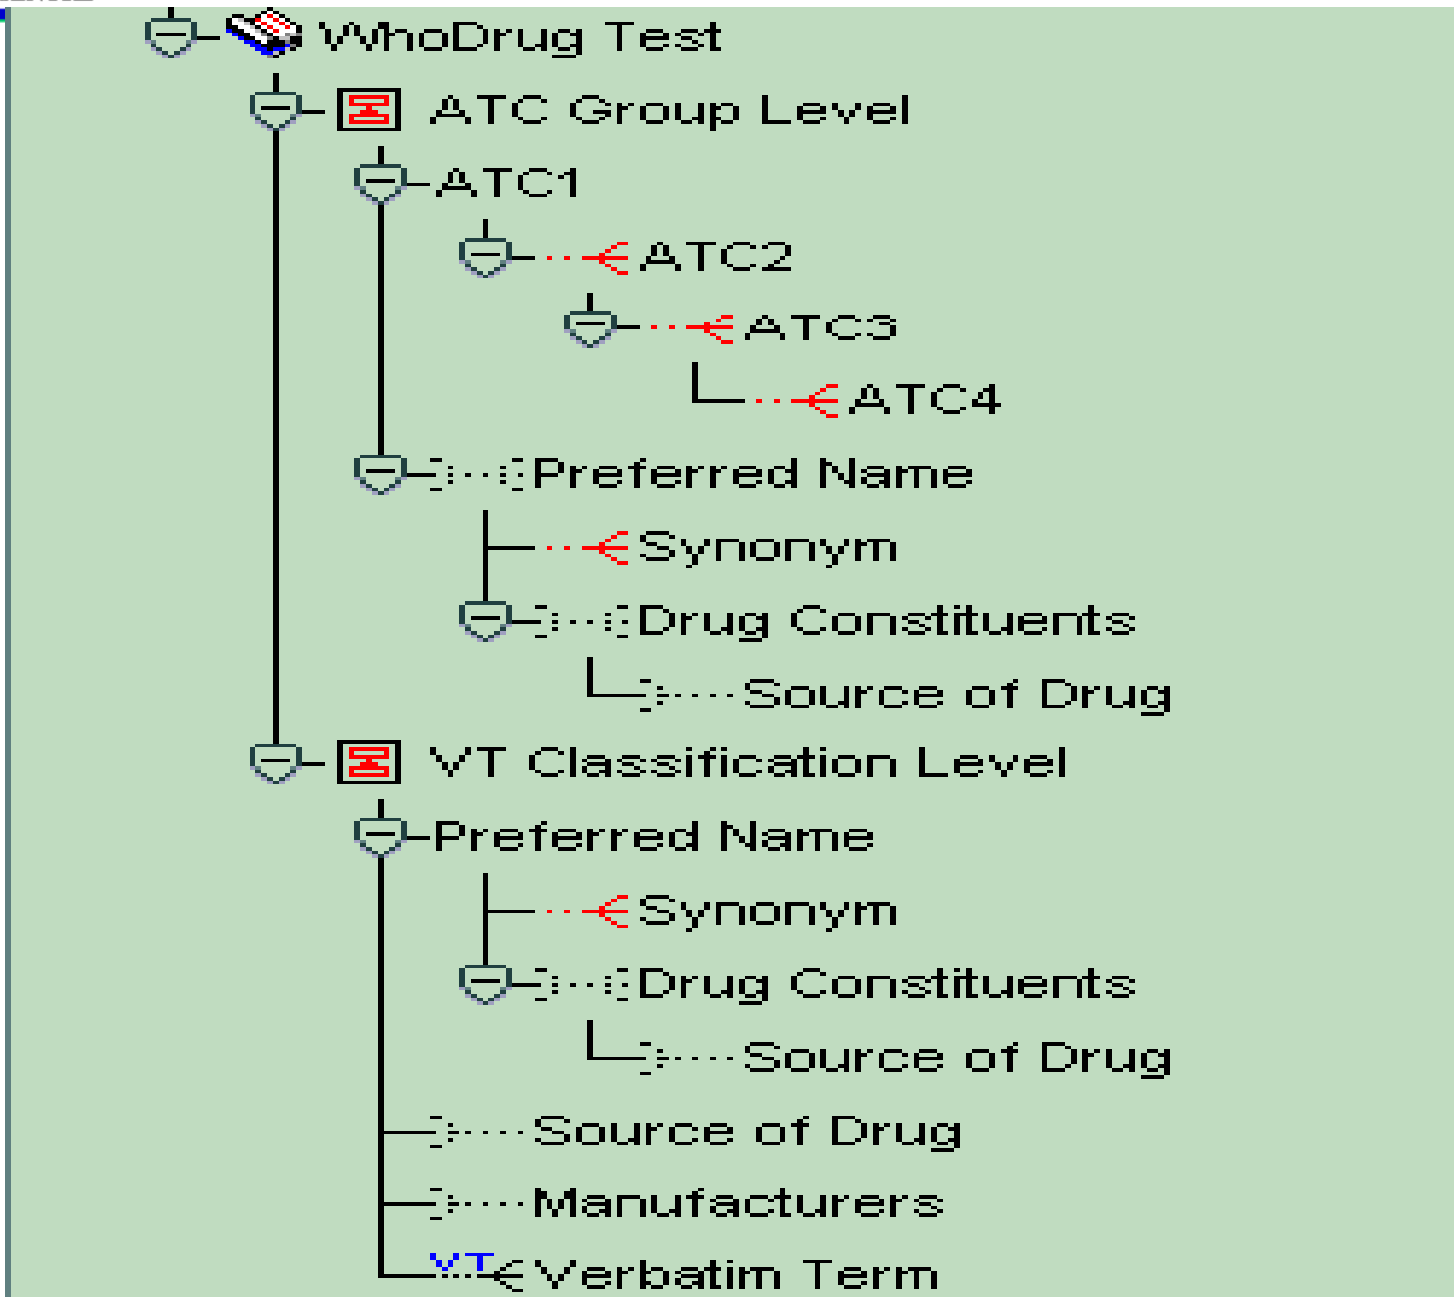 WhoDrug Test
ATC Group Level
ATC1
ATC2
ATC3
ATC4
Preferred Name
Synonym
Drug Constituents
Source of Drug
VT Classification Level
Preferred Name
Synonym
Drug Constituents
Source of Drug
Source of Drug
Manufacturers
VT Verbatim Term